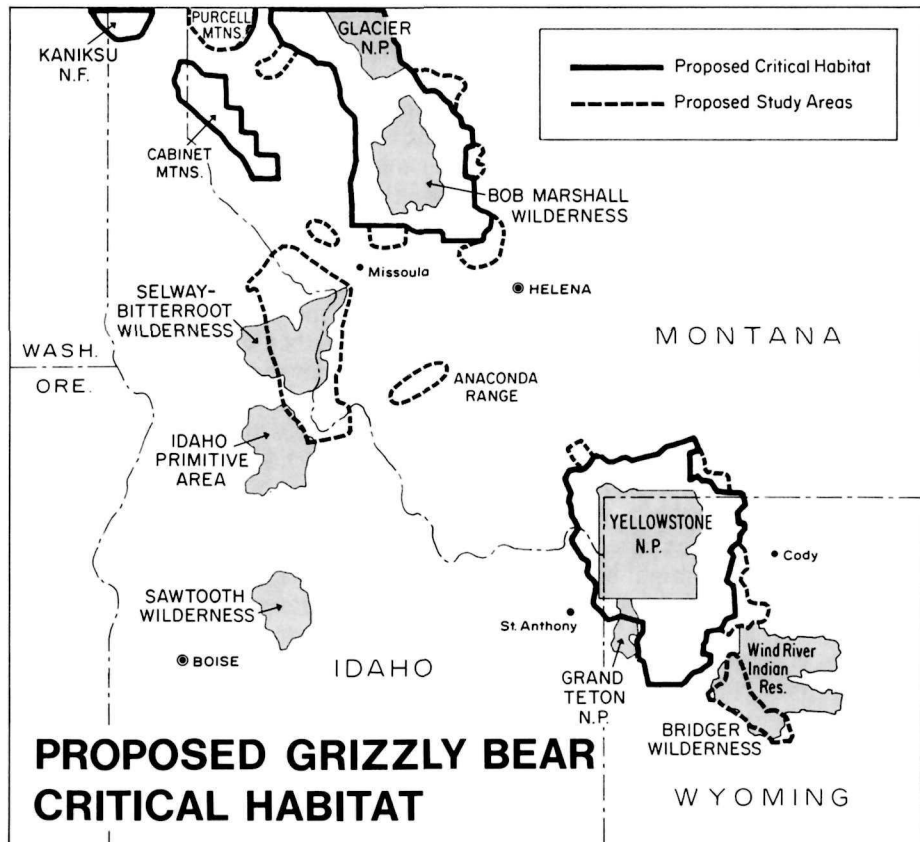 PURCELL
MTNS.
GLACIER
N.P.
KANIKSU
N.F.
Proposed Critical Habitat
Proposed Study Areas
CABINET
MTNS.
BOB MARSHALL
WILDERNESS
Missoula
HELENA
SELWAY-
BITTERROOT
WILDERNESS
MONTANA
WASH.
ORE.
ANACONDA
RANGE
IDAHO
PRIMITIVE
AREA
YELLOWSTONE
N.P.
Cody
SAWTOOTH
WILDERNESS
St. Anthony
BOISE
IDAHO
GRAND
TETON
N.P.
Wind River
Indian
Res.
BRIDGER
WILDERNESS
PROPOSED GRIZZLY BEAR
CRITICAL HABITAT
WYOMING